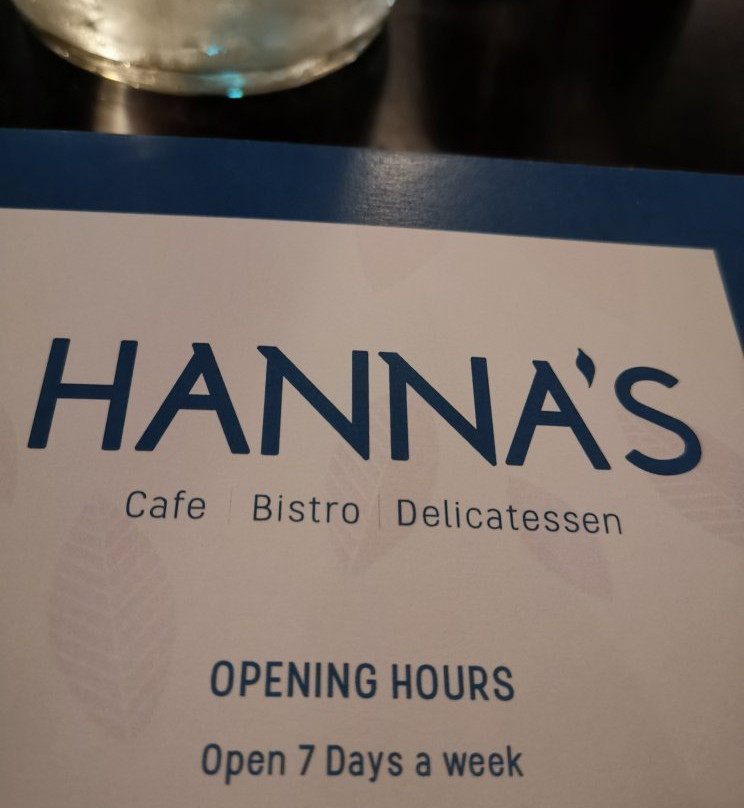 HANNA'S
Cafe | Bistro | Delicatessen
OPENING HOURS
Open 7 Days a week